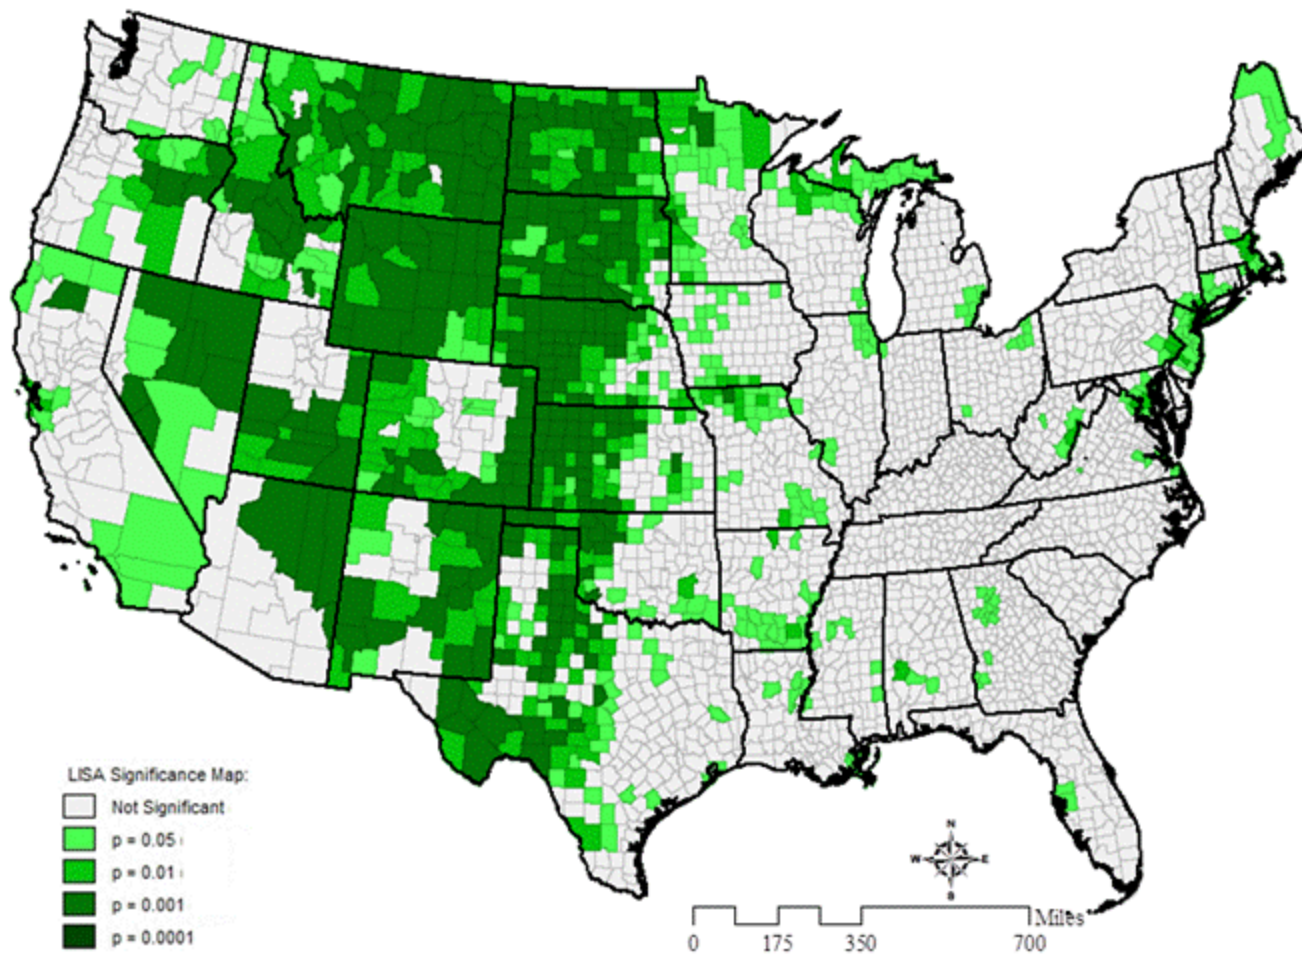 LISA Significance Map:
Not Significant
p = 0.05
p = 0.01
p = 0.001
p = 0.0001
N
W E
S
Miles
0 175 350 700